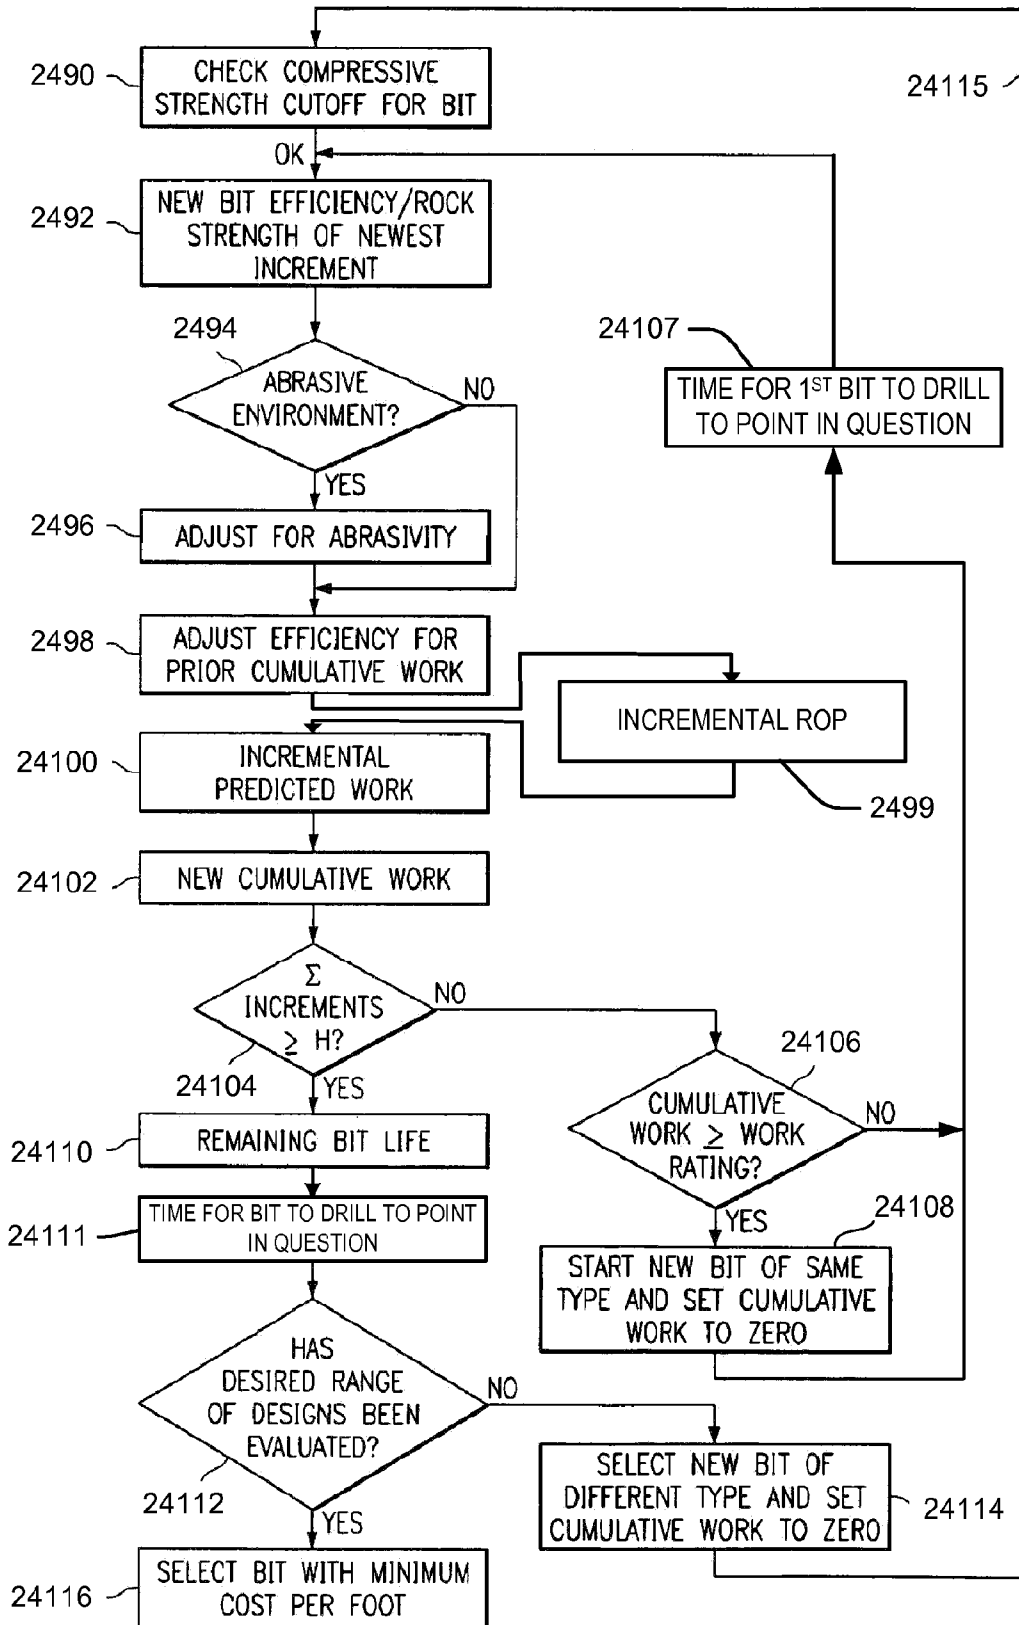 2490
CHECK COMPRESSIVE
STRENGTH CUTOFF FOR BIT
24115
OK
2492
NEW BIT EFFICIENCY/ROCK
STRENGTH OF NEWEST
INCREMENT
2494
ABRASIVE
ENVIRONMENT?
NO
YES
24107
TIME FOR 1ST BIT TO DRILL
TO POINT IN QUESTION
2496
ADJUST FOR ABRASIVITY
2498
ADJUST EFFICIENCY FOR
PRIOR CUMULATIVE WORK
INCREMENTAL ROP
2499
24100
INCREMENTAL
PREDICTED WORK
24102
NEW CUMULATIVE WORK
Σ
INCREMENTS
≥ H?
NO
24104
YES
24106
CUMULATIVE
WORK ≥ WORK
RATING?
NO
YES
24110
REMAINING BIT LIFE
24108
START NEW BIT OF SAME
TYPE AND SET CUMULATIVE
WORK TO ZERO
24111
TIME FOR BIT TO DRILL TO POINT
IN QUESTION
HAS
DESIRED RANGE
OF DESIGNS BEEN
EVALUATED?
NO
24112
YES
SELECT NEW BIT OF
DIFFERENT TYPE AND SET
CUMULATIVE WORK TO ZERO
24114
24116
SELECT BIT WITH MINIMUM
COST PER FOOT